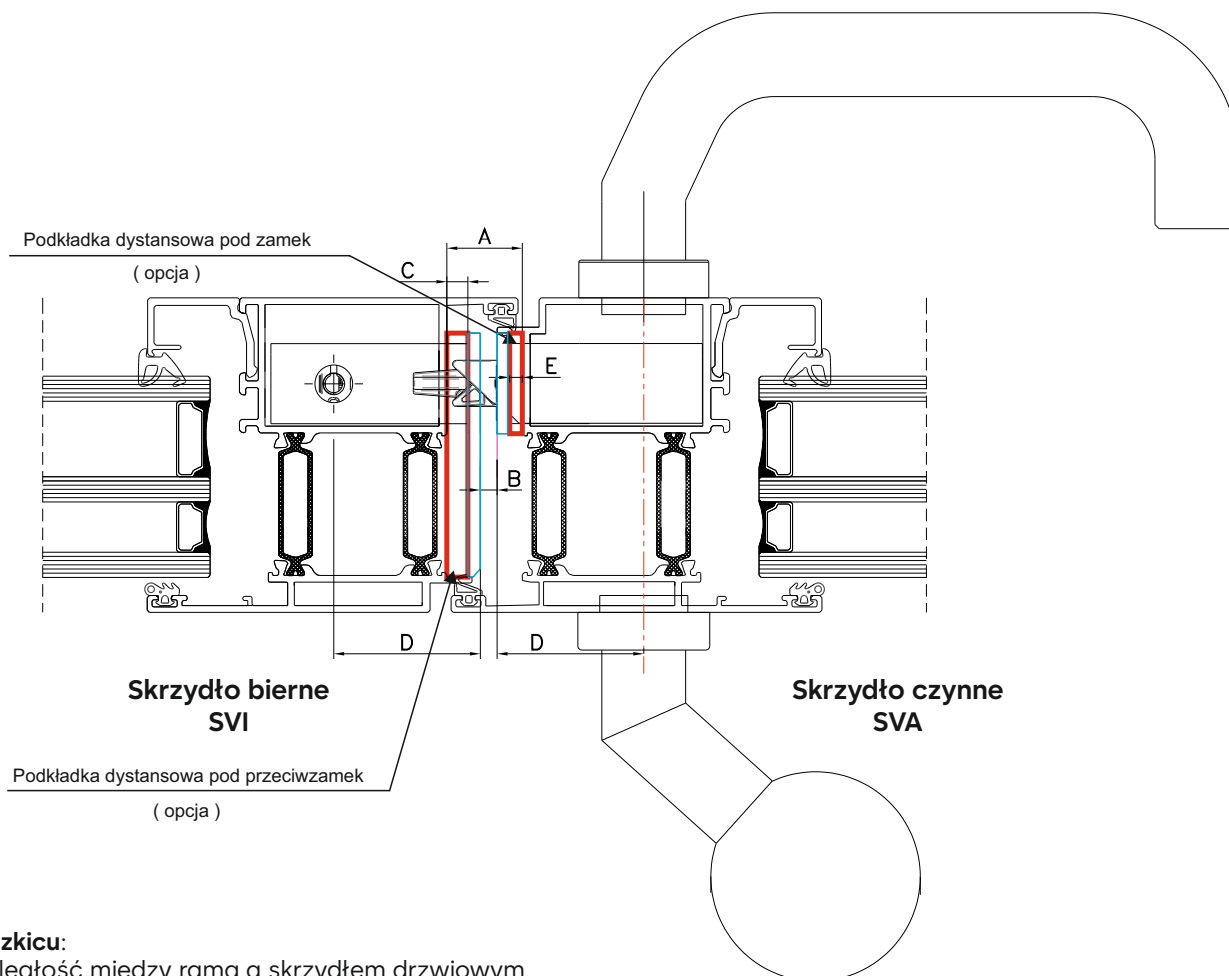 Podkładka dystansowa pod zamek
( opcja )
A
C
E
B
D
D
Skrzydło bierne
SVI
Skrzydło czynne
SVA
Podkładka dystansowa pod przeciwzamek
( opcja )
zkicu:
ległość między ramą a skrzydłem drzwiowym